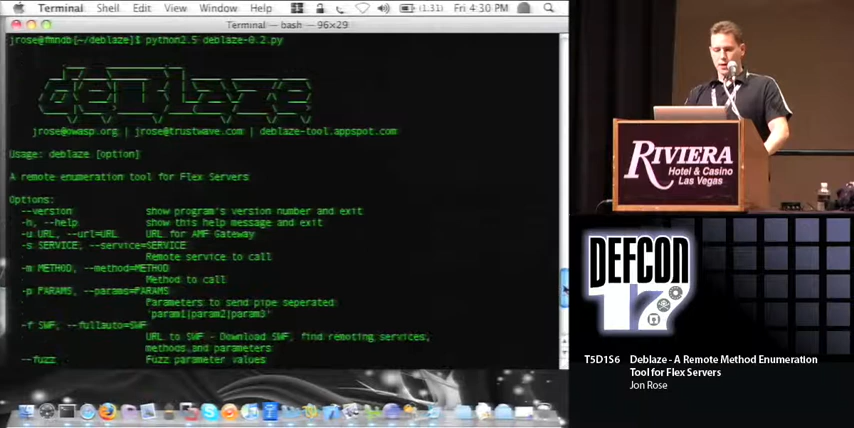 Terminal Shell Edit View Window Help
(1:31) Fri 4:30 PM
Terminal — bash — 96×29
jrose@fmndb[~/deblaze]$ python2.5 deblaze-0.2.py
deBlaze
jrose@owasp.org | jrose@trustwave.com | deblaze-tool.appspot.com
Usage: deblaze [option]
A remote enumeration tool for Flex Servers
Options:
--version show program's version number and exit
-h, --help show this help message and exit
-u URL, --url=URL URL for AMF Gateway
-s SERVICE, --service=SERVICE
Remote service to call
-m METHOD, --method=METHOD
Method to call
-p PARAMS, --params=PARAMS
Parameters to send pipe seperated
'param1|param2|param3'
-f SWF, --fullauto=SWF
URL to SWF - Download SWF, find remoting services,
methods and parameters
--fuzz Fuzz parameter values
RIVIERA
Hotel & Casino
Las Vegas
DEFCON
17
T5D1S6 Deblaze - A Remote Method Enumeration
Tool for Flex Servers
Jon Rose